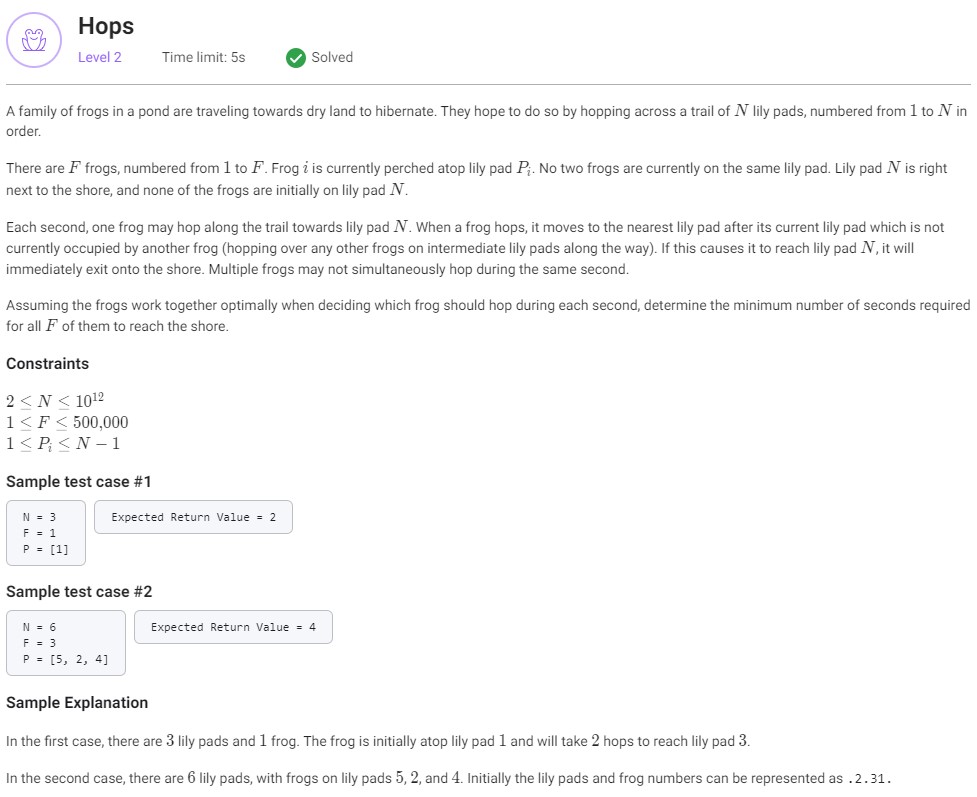 Hops
Level 2 Time limit: 5s Solved
A family of frogs in a pond are traveling towards dry land to hibernate. They hope to do so by hopping across a trail of N lily pads, numbered from 1 to N in
order.
There are F frogs, numbered from 1 to F. Frog i is currently perched atop lily pad Pᵢ. No two frogs are currently on the same lily pad. Lily pad N is right
next to the shore, and none of the frogs are initially on lily pad N.
Each second, one frog may hop along the trail towards lily pad N. When a frog hops, it moves to the nearest lily pad after its current lily pad which is not
currently occupied by another frog (hopping over any other frogs on intermediate lily pads along the way). If this causes it to reach lily pad N, it will
immediately exit onto the shore. Multiple frogs may not simultaneously hop during the same second.
Assuming the frogs work together optimally when deciding which frog should hop during each second, determine the minimum number of seconds required
for all F of them to reach the shore.
Constraints
2 ≤ N ≤ 10¹²
1 ≤ F ≤ 500,000
1 ≤ Pᵢ ≤ N − 1
Sample test case #1
N = 3 Expected Return Value = 2
F = 1
P = [1]
Sample test case #2
N = 6 Expected Return Value = 4
F = 3
P = [5, 2, 4]
Sample Explanation
In the first case, there are 3 lily pads and 1 frog. The frog is initially atop lily pad 1 and will take 2 hops to reach lily pad 3.
In the second case, there are 6 lily pads, with frogs on lily pads 5, 2, and 4. Initially the lily pads and frog numbers can be represented as .2.31.